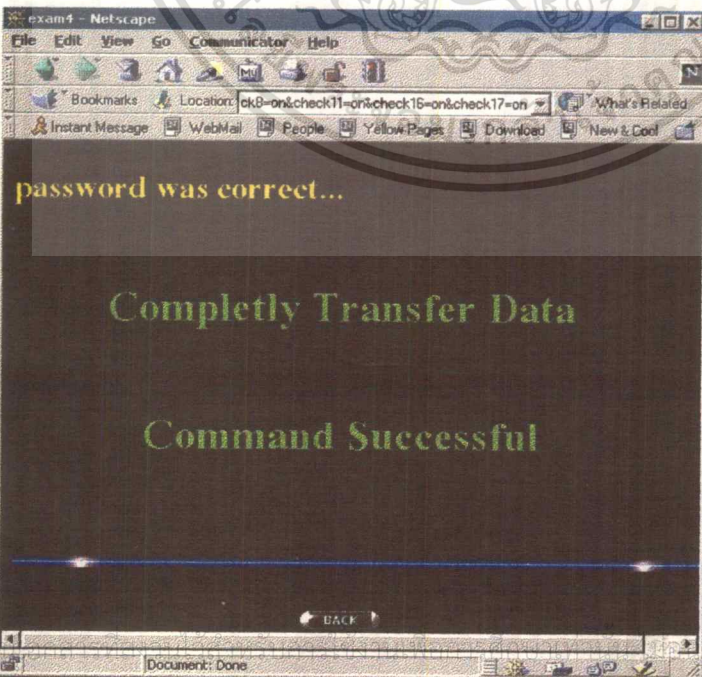 exam4 - Netscape
File Edit View Go Communicator Help
My
N
Bookmarks Location: ck8=on&check11=on&check16=on&check17=on What's Related
Instant Message WebMail People Yellow Pages Download New & Cool
password was correct...
Completly Transfer Data
Command Successful
BACK
Document: Done